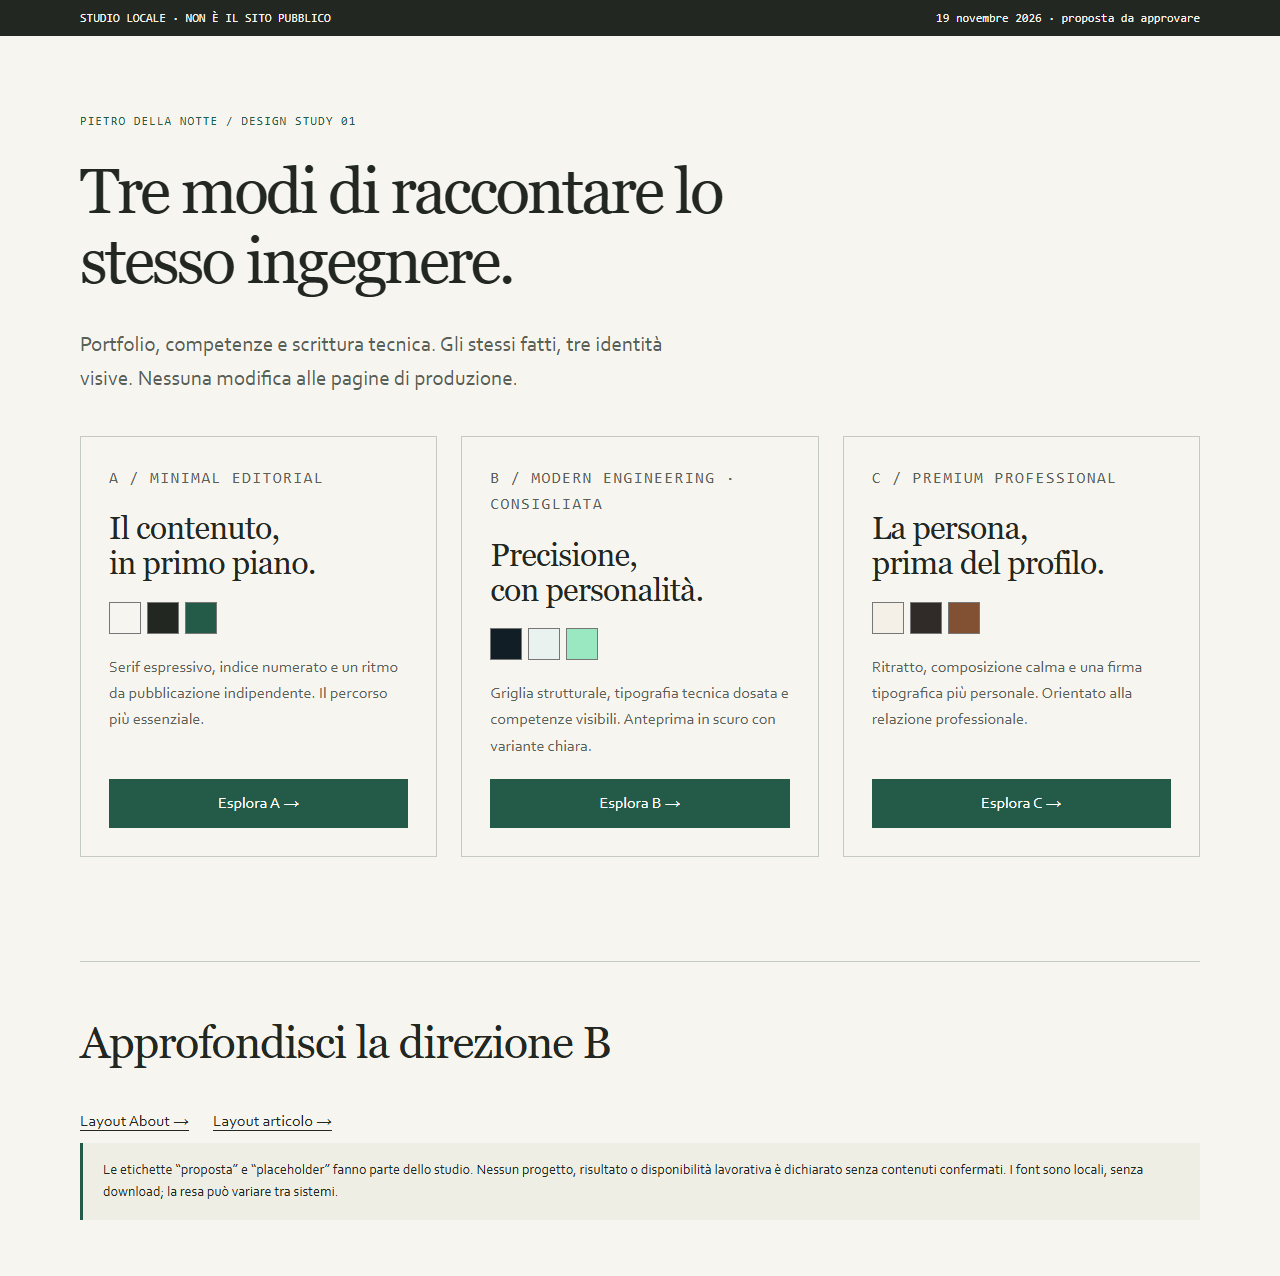 STUDIO LOCALE · NON È IL SITO PUBBLICO
19 novembre 2026 · proposta da approvare
PIETRO DELLA NOTTE / DESIGN STUDY 01
Tre modi di raccontare lo
stesso ingegnere.
Portfolio, competenze e scrittura tecnica. Gli stessi fatti, tre identità
visive. Nessuna modifica alle pagine di produzione.
A / MINIMAL EDITORIAL
Il contenuto,
in primo piano.
Serif espressivo, indice numerato e un ritmo
da pubblicazione indipendente. Il percorso
più essenziale.
Esplora A →
B / MODERN ENGINEERING ·
CONSIGLIATA
Precisione,
con personalità.
Griglia strutturale, tipografia tecnica dosata e
competenze visibili. Anteprima in scuro con
variante chiara.
Esplora B →
C / PREMIUM PROFESSIONAL
La persona,
prima del profilo.
Ritratto, composizione calma e una firma
tipografica più personale. Orientato alla
relazione professionale.
Esplora C →
Approfondisci la direzione B
Layout About →
Layout articolo →
Le etichette “proposta” e “placeholder” fanno parte dello studio. Nessun progetto, risultato o disponibilità lavorativa è dichiarato senza contenuti confermati. I font sono locali, senza
download; la resa può variare tra sistemi.